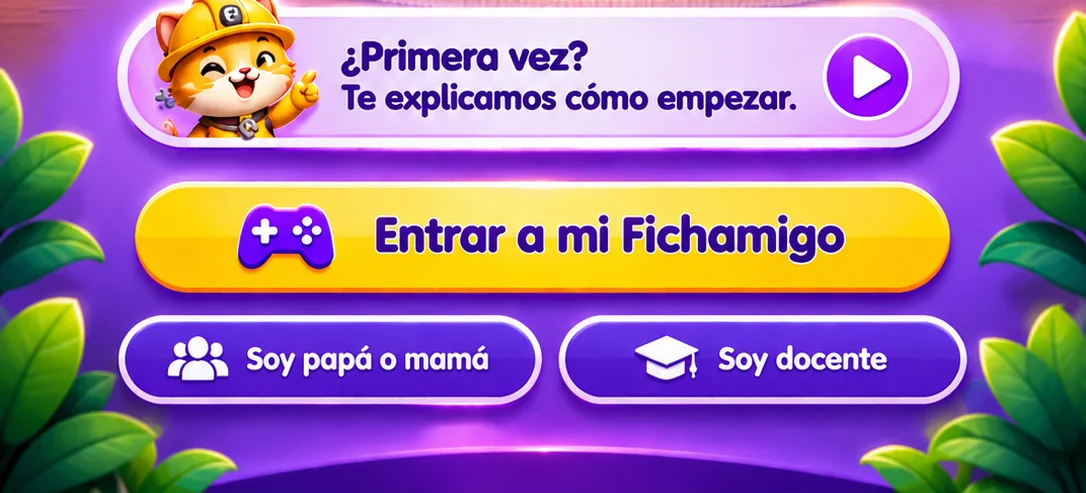 ¿Primera vez?
Te explicamos cómo empezar.
Entrar a mi Fichamigo
Soy papá o mamá
Soy docente